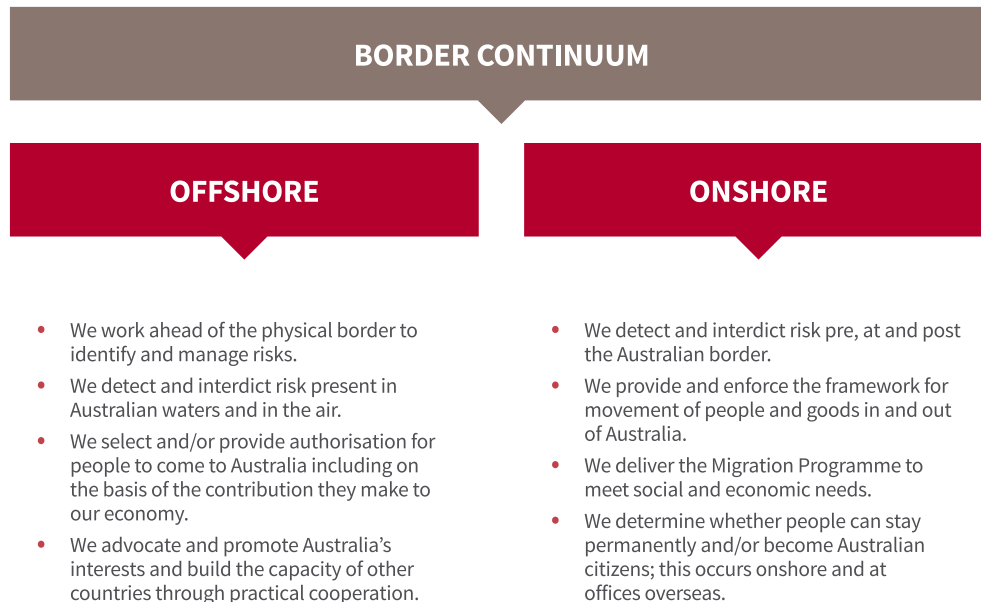 BORDER CONTINUUM
OFFSHORE
• We work ahead of the physical border to
identify and manage risks.
• We detect and interdict risk present in
Australian waters and in the air.
• We select and/or provide authorisation for
people to come to Australia including on
the basis of the contribution they make to
our economy.
• We advocate and promote Australia’s
interests and build the capacity of other
countries through practical cooperation.
ONSHORE
• We detect and interdict risk pre, at and post
the Australian border.
• We provide and enforce the framework for
movement of people and goods in and out
of Australia.
• We deliver the Migration Programme to
meet social and economic needs.
• We determine whether people can stay
permanently and/or become Australian
citizens; this occurs onshore and at
offices overseas.